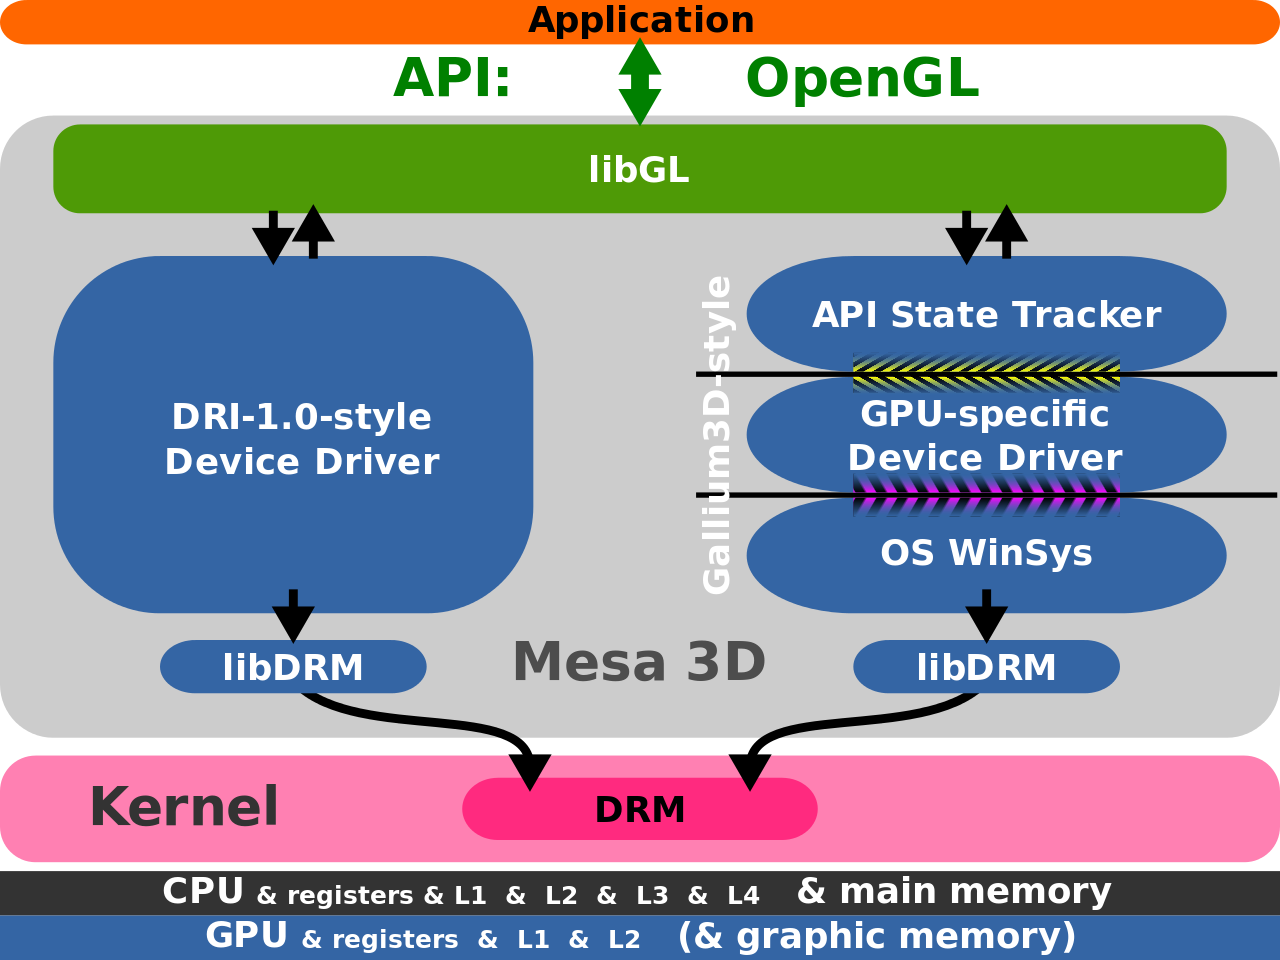 Application
API: OpenGL
libGL
DRI-1.0-style
Device Driver
Gallium3D-style
API State Tracker
GPU-specific
Device Driver
OS WinSys
libDRM
Mesa 3D
libDRM
Kernel
DRM
CPU & registers & L1 & L2 & L3 & L4 & main memory
GPU & registers & L1 & L2 (& graphic memory)